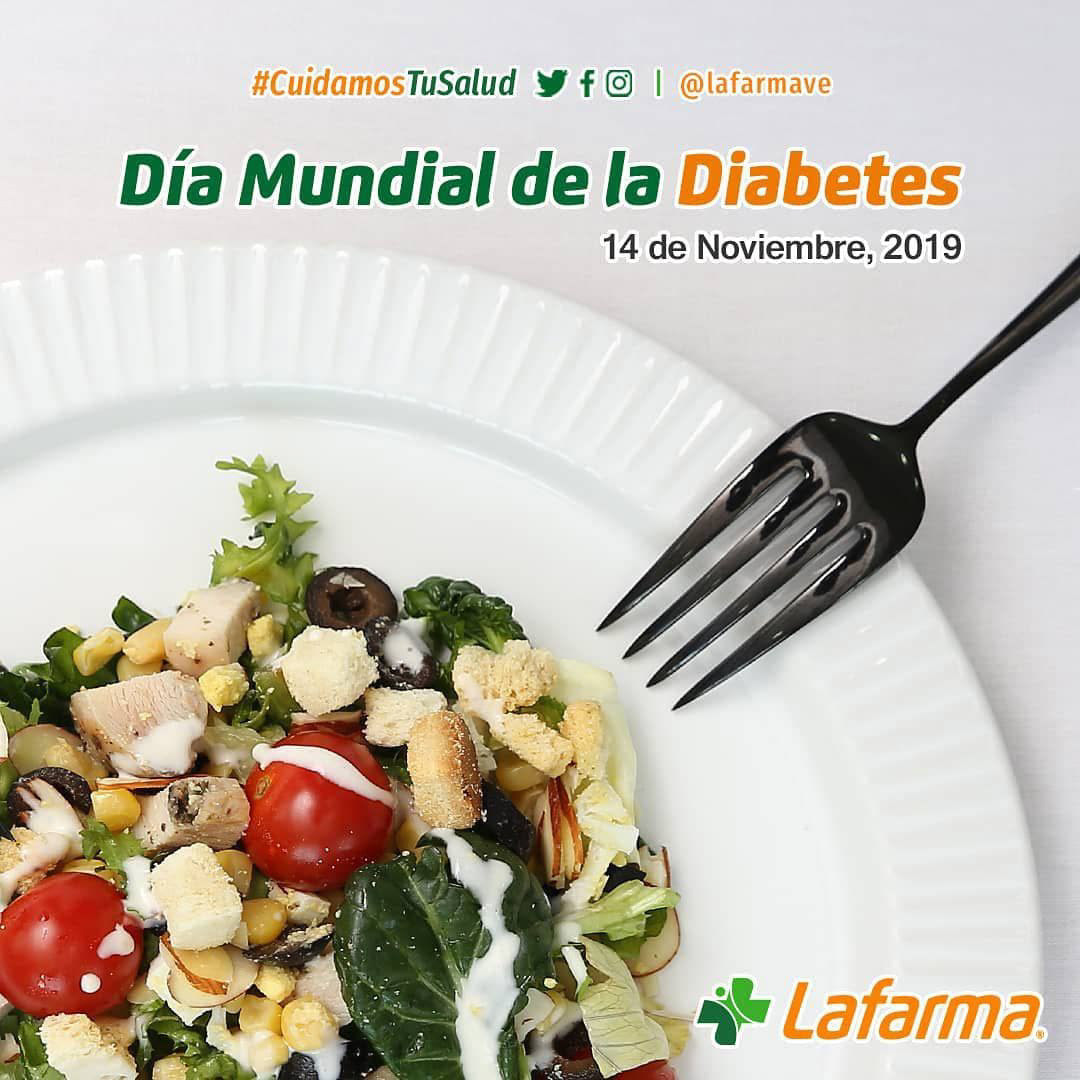 #CuidamosTuSalud | @lafarmave
Día Mundial de la Diabetes
14 de Noviembre, 2019
Lafarma®